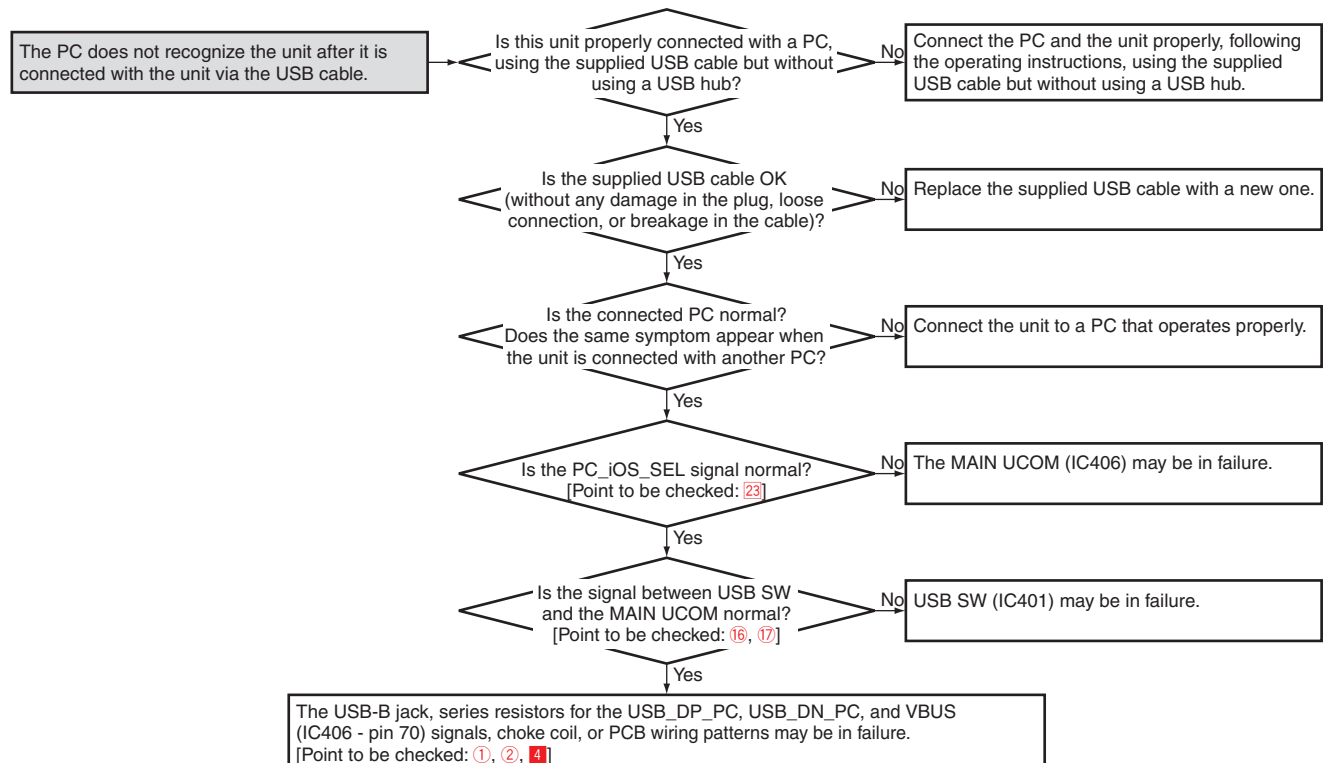 The PC does not recognize the unit after it is
connected with the unit via the USB cable.
Is this unit properly connected with a PC,
using the supplied USB cable but without
using a USB hub?
No
Connect the PC and the unit properly, following
the operating instructions, using the supplied
USB cable but without using a USB hub.
Yes
Is the supplied USB cable OK
(without any damage in the plug, loose
connection, or breakage in the cable)?
No
Replace the supplied USB cable with a new one.
Yes
Is the connected PC normal?
Does the same symptom appear when
the unit is connected with another PC?
No
Connect the unit to a PC that operates properly.
Yes
Is the PC_iOS_SEL signal normal?
[Point to be checked: 23]
No
The MAIN UCOM (IC406) may be in failure.
Yes
Is the signal between USB SW
and the MAIN UCOM normal?
[Point to be checked: ⑯, ⑰]
No
USB SW (IC401) may be in failure.
Yes
The USB-B jack, series resistors for the USB_DP_PC, USB_DN_PC, and VBUS
(IC406 - pin 70) signals, choke coil, or PCB wiring patterns may be in failure.
[Point to be checked: ①, ②, 4]